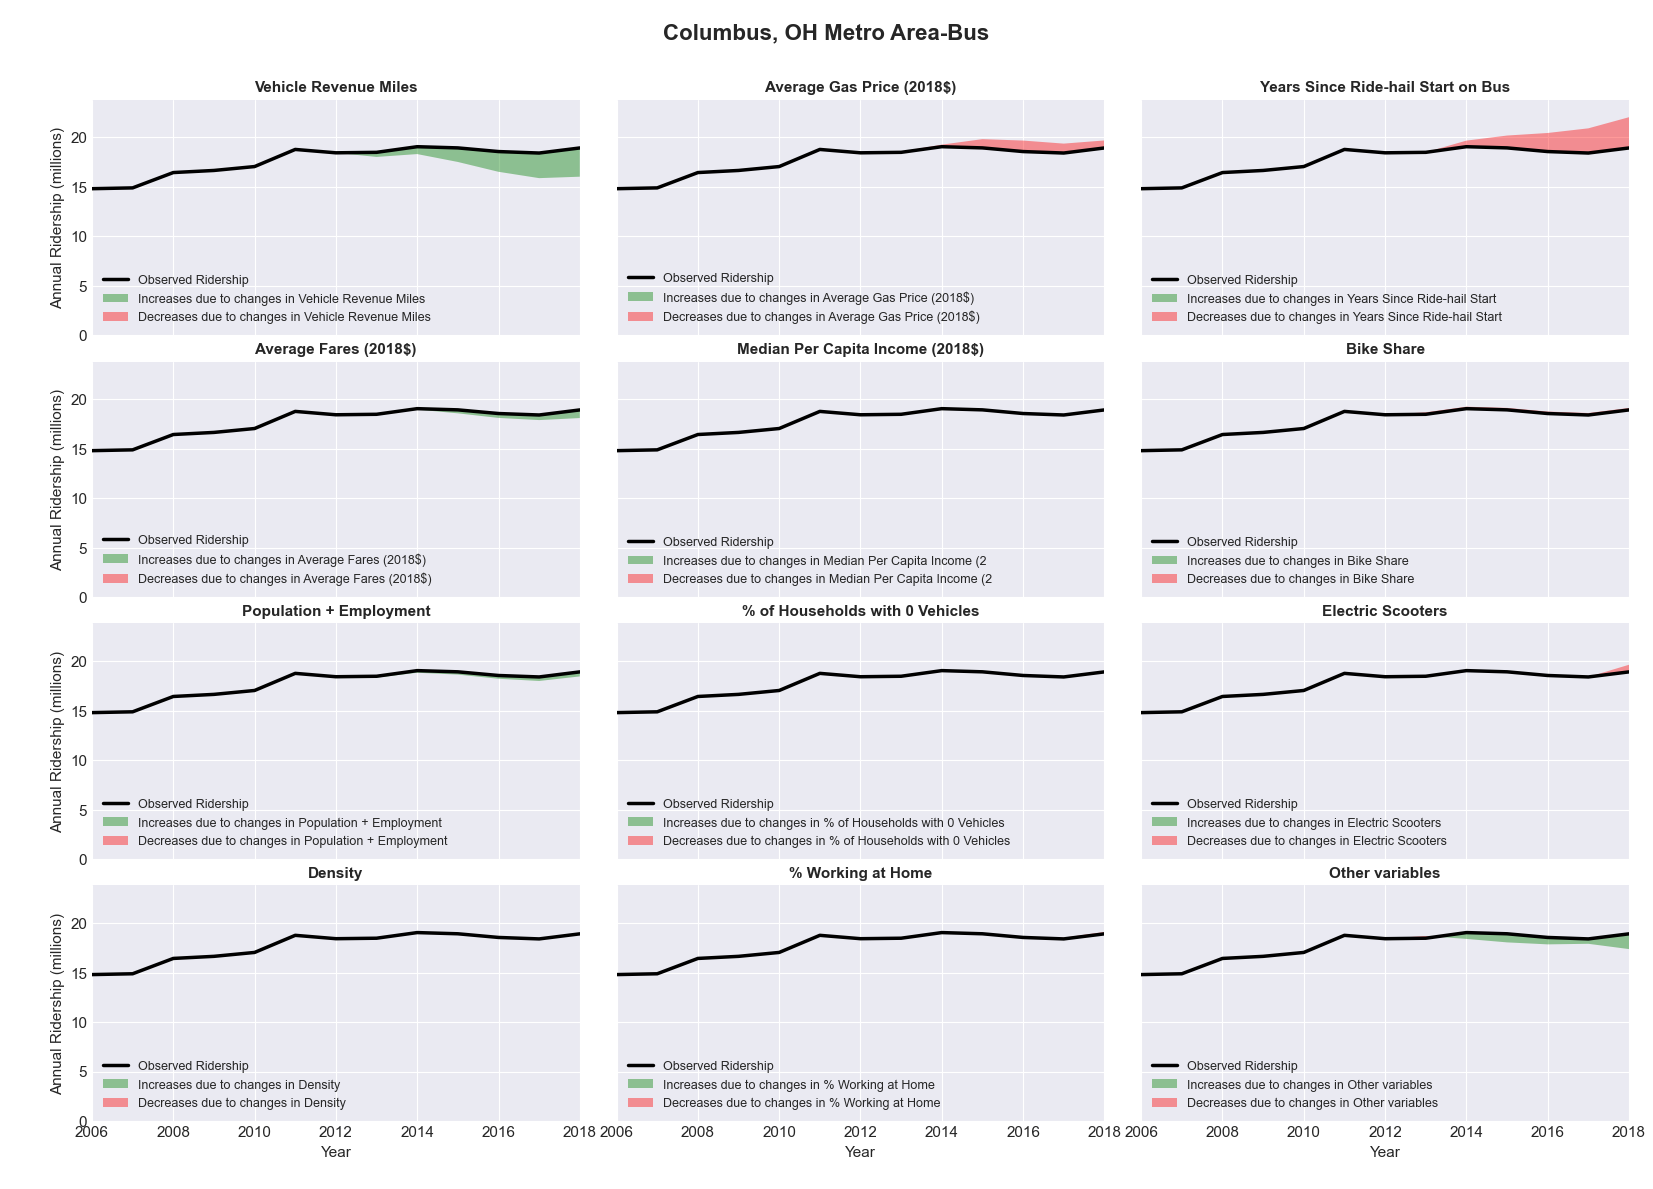 Columbus, OH Metro Area-Bus
Vehicle Revenue Miles
Annual Ridership (millions)
20
15
10
5
0
Observed Ridership
Increases due to changes in Vehicle Revenue Miles
Decreases due to changes in Vehicle Revenue Miles
Average Gas Price (2018$)
Observed Ridership
Increases due to changes in Average Gas Price (2018$)
Decreases due to changes in Average Gas Price (2018$)
Years Since Ride-hail Start on Bus
Observed Ridership
Increases due to changes in Years Since Ride-hail Start
Decreases due to changes in Years Since Ride-hail Start
Average Fares (2018$)
Annual Ridership (millions)
20
15
10
5
0
Observed Ridership
Increases due to changes in Average Fares (2018$)
Decreases due to changes in Average Fares (2018$)
Median Per Capita Income (2018$)
Observed Ridership
Increases due to changes in Median Per Capita Income (2
Decreases due to changes in Median Per Capita Income (2
Bike Share
Observed Ridership
Increases due to changes in Bike Share
Decreases due to changes in Bike Share
Population + Employment
Annual Ridership (millions)
20
15
10
5
0
Observed Ridership
Increases due to changes in Population + Employment
Decreases due to changes in Population + Employment
% of Households with 0 Vehicles
Observed Ridership
Increases due to changes in % of Households with 0 Vehicles
Decreases due to changes in % of Households with 0 Vehicles
Electric Scooters
Observed Ridership
Increases due to changes in Electric Scooters
Decreases due to changes in Electric Scooters
Density
Annual Ridership (millions)
20
15
10
5
0
Observed Ridership
Increases due to changes in Density
Decreases due to changes in Density
2006 2008 2010 2012 2014 2016 2018
Year
% Working at Home
Observed Ridership
Increases due to changes in % Working at Home
Decreases due to changes in % Working at Home
2006 2008 2010 2012 2014 2016 2018
Year
Other variables
Observed Ridership
Increases due to changes in Other variables
Decreases due to changes in Other variables
2006 2008 2010 2012 2014 2016 2018
Year